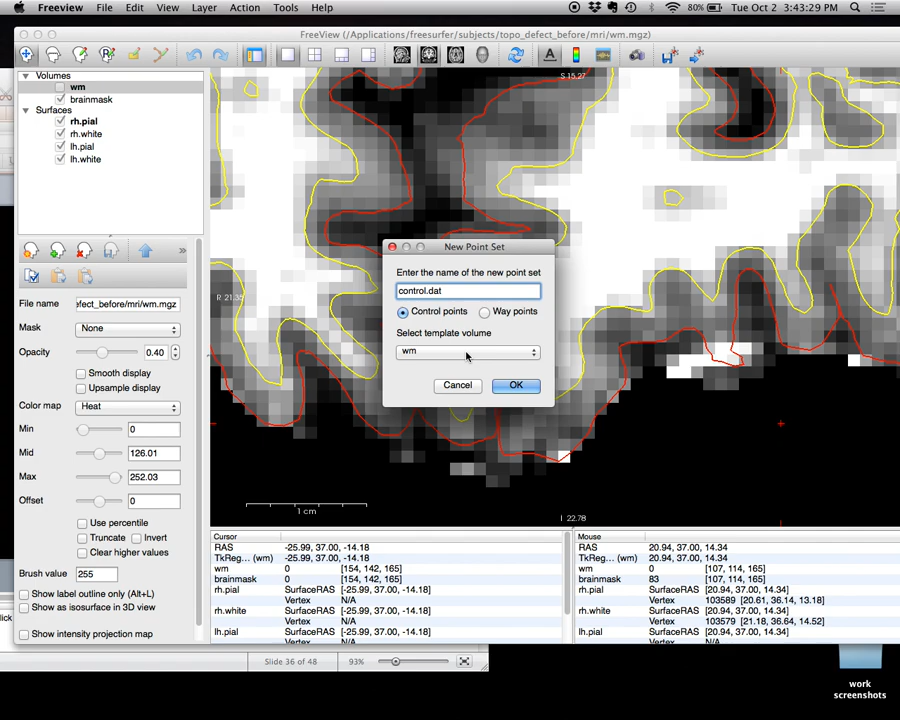 Freeview File Edit View Layer Action Tools Help 80% Tue Oct 2 3:43:29 PM
FreeView (/Applications/freesurfer/subjects/topo_defect_before/mri/wm.mgz)
Volumes
wm
brainmask
Surfaces
rh.pial
rh.white
lh.pial
lh.white
S 15.27
R 21.35
New Point Set
Enter the name of the new point set
control.dat
Control points Way points
Select template volume
wm
Cancel OK
File name efect_before/mri/wm.mgz
Mask None
Opacity 0.40
Smooth display
Upsample display
Color map Heat
Min 0
Mid 126.01
Max 252.03
Offset 0
Use percentile
Truncate Invert
Clear higher values
Brush value 255
Show label outline only (Alt+L)
Show as isosurface in 3D view
Show intensity projection map
1 cm
I 22.78
Cursor
RAS -25.99, 37.00, -14.18
TkReg... (wm) -25.99, 37.00, -14.18
wm 0 [154, 142, 165]
brainmask 0 [154, 142, 165]
rh.pial SurfaceRAS [-25.99, 37.00, -14.18]
Vertex N/A
rh.white SurfaceRAS [-25.99, 37.00, -14.18]
Vertex N/A
lh.pial SurfaceRAS [-25.99, 37.00, -14.18]
Vertex N/A
Mouse
RAS 20.94, 37.00, 14.34
TkReg... (wm) 20.94, 37.00, 14.34
wm 0 [107, 114, 165]
brainmask 83 [107, 114, 165]
rh.pial SurfaceRAS [20.94, 37.00, 14.34]
Vertex 103589 [20.61, 36.14, 13.18]
rh.white SurfaceRAS [20.94, 37.00, 14.34]
Vertex 103579 [21.18, 36.64, 14.52]
lh.pial SurfaceRAS [20.94, 37.00, 14.34]
Vertex N/A
lick
Slide 36 of 48 93%
work
screenshots